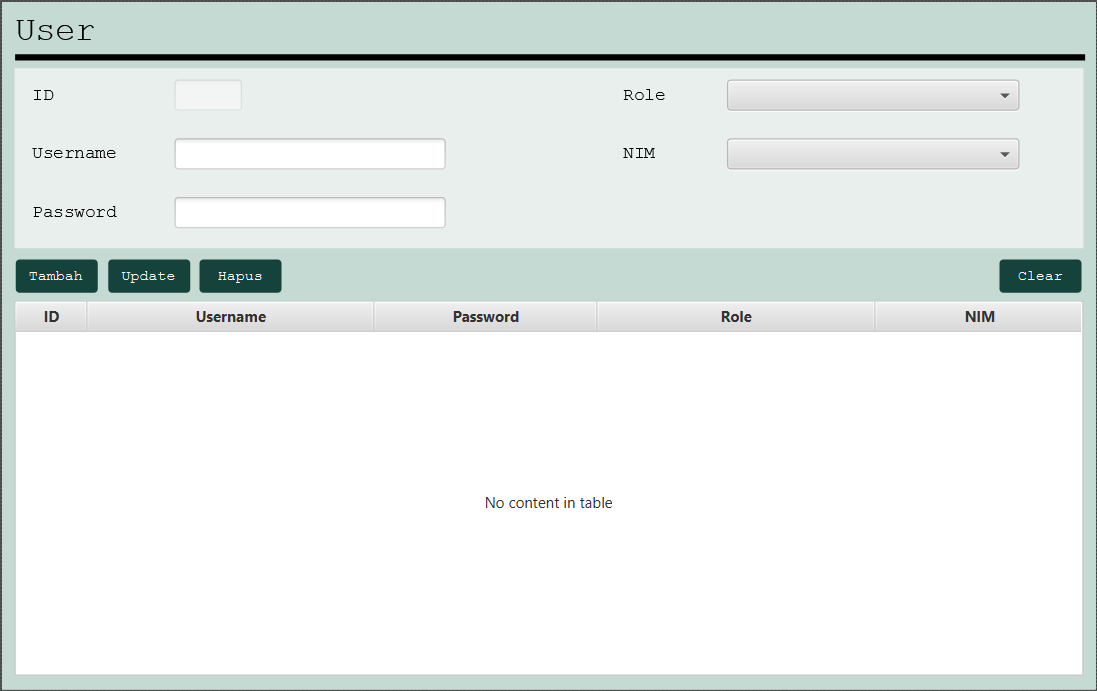 User
ID Role
Username NIM
Password
Tambah Update Hapus Clear
ID Username Password Role NIM
No content in table